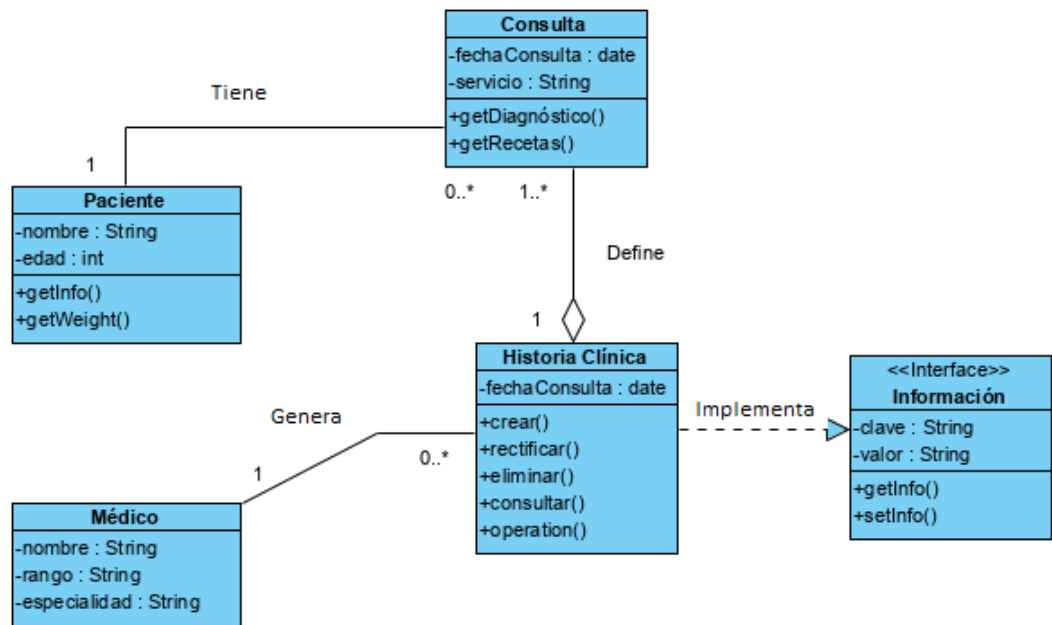 Consulta
-fechaConsulta : date
-servicio : String
+getDiagnóstico()
+getRecetas()
Tiene
1
0..*
1..*
Paciente
-nombre : String
-edad : int
+getInfo()
+getWeight()
Define
1
Historia Clínica
-fechaConsulta : date
+crear()
+rectificar()
+eliminar()
+consultar()
+operation()
Implementa
<<Interface>>
Información
-clave : String
-valor : String
+getInfo()
+setInfo()
Genera
0..*
1
Médico
-nombre : String
-rango : String
-especialidad : String